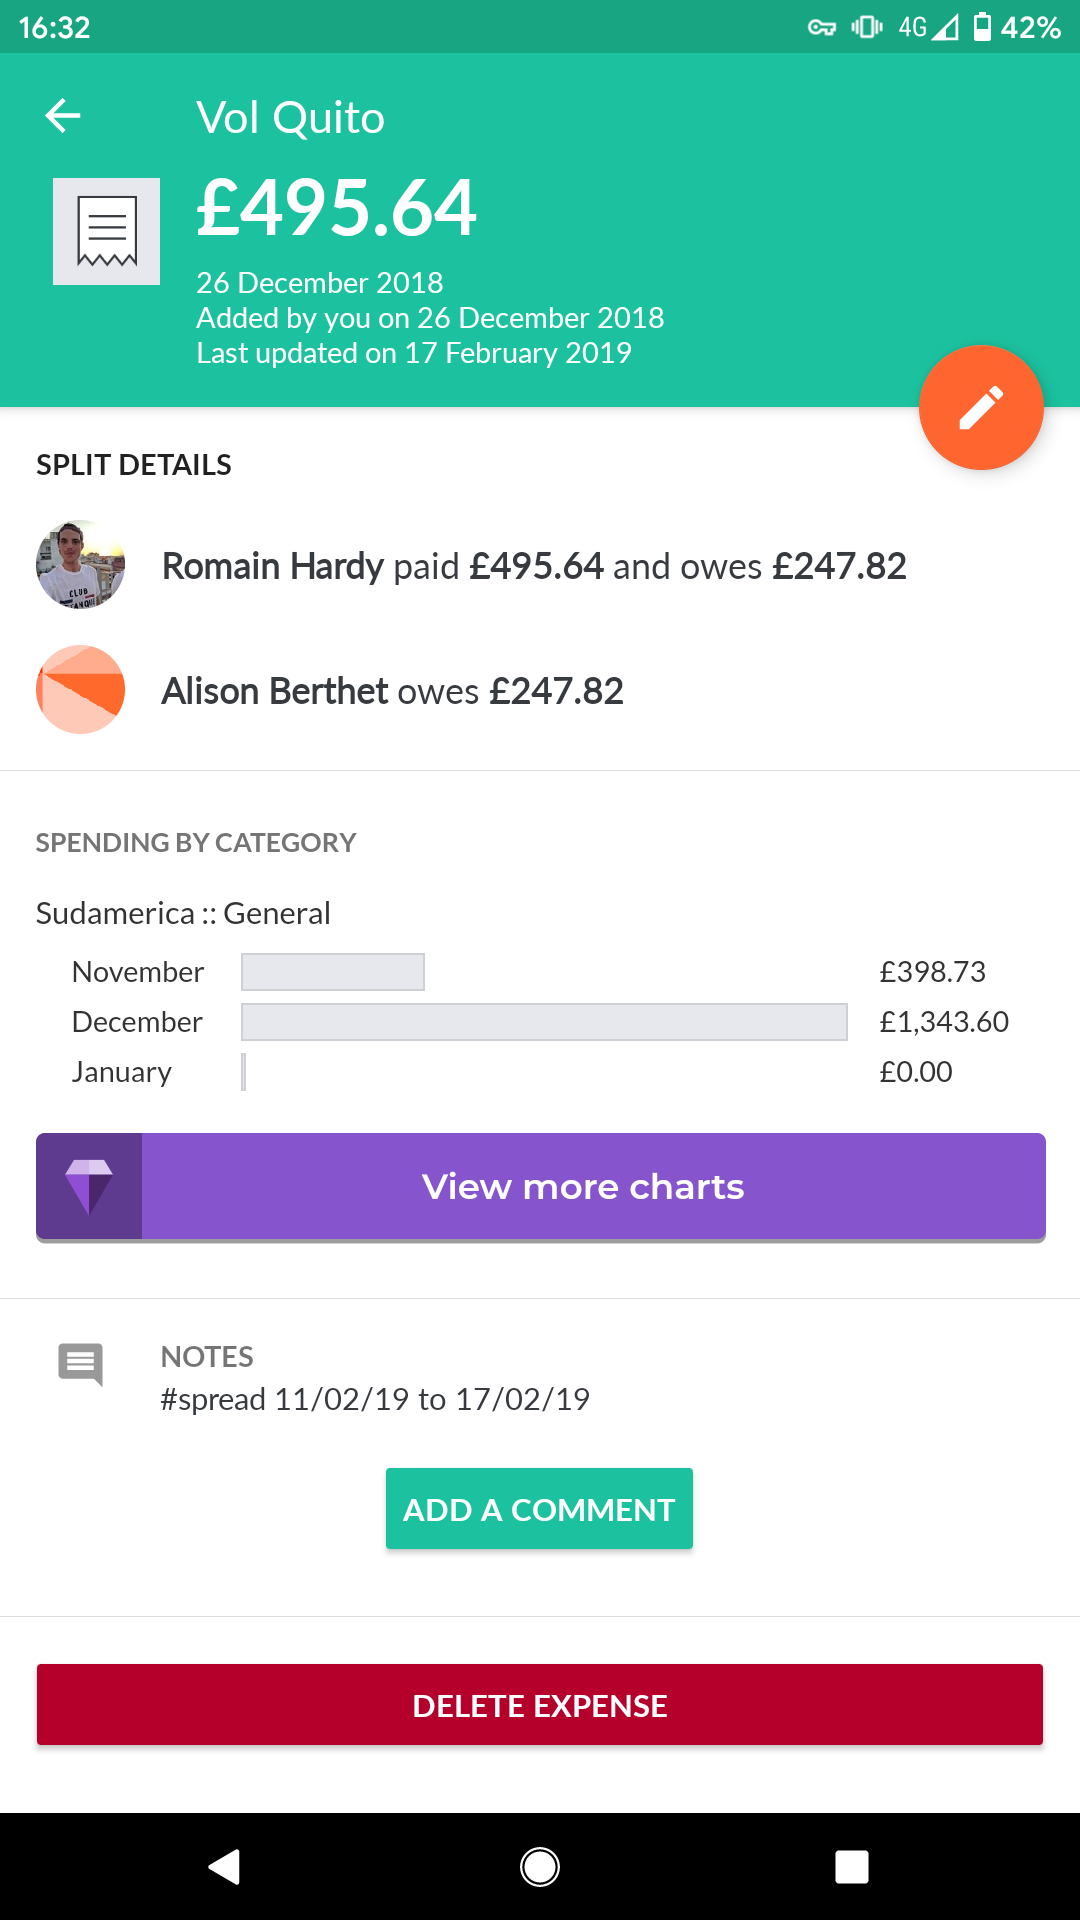 16:32 4G 42%
Vol Quito
£495.64
26 December 2018
Added by you on 26 December 2018
Last updated on 17 February 2019
SPLIT DETAILS
CLUB
Romain Hardy paid £495.64 and owes £247.82
Alison Berthet owes £247.82
SPENDING BY CATEGORY
Sudamerica :: General
November £398.73
December £1,343.60
January £0.00
View more charts
NOTES
#spread 11/02/19 to 17/02/19
ADD A COMMENT
DELETE EXPENSE